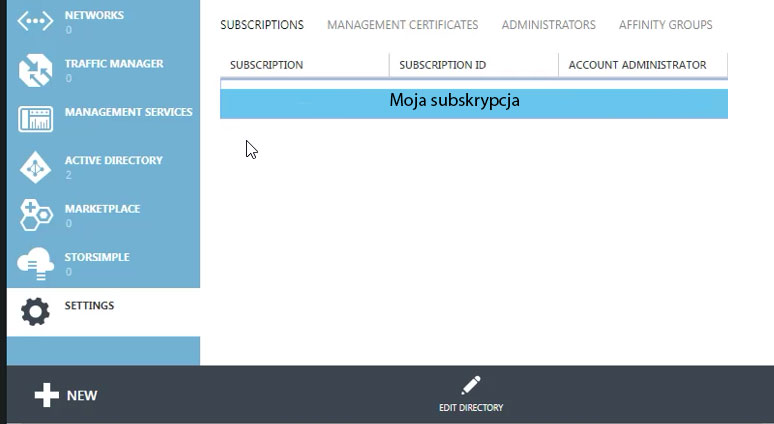 NETWORKS
0
TRAFFIC MANAGER
0
MANAGEMENT SERVICES
ACTIVE DIRECTORY
2
MARKETPLACE
0
STORSIMPLE
0
SETTINGS
SUBSCRIPTIONS MANAGEMENT CERTIFICATES ADMINISTRATORS AFFINITY GROUPS
SUBSCRIPTION SUBSCRIPTION ID ACCOUNT ADMINISTRATOR
Moja subskrypcja
NEW
EDIT DIRECTORY